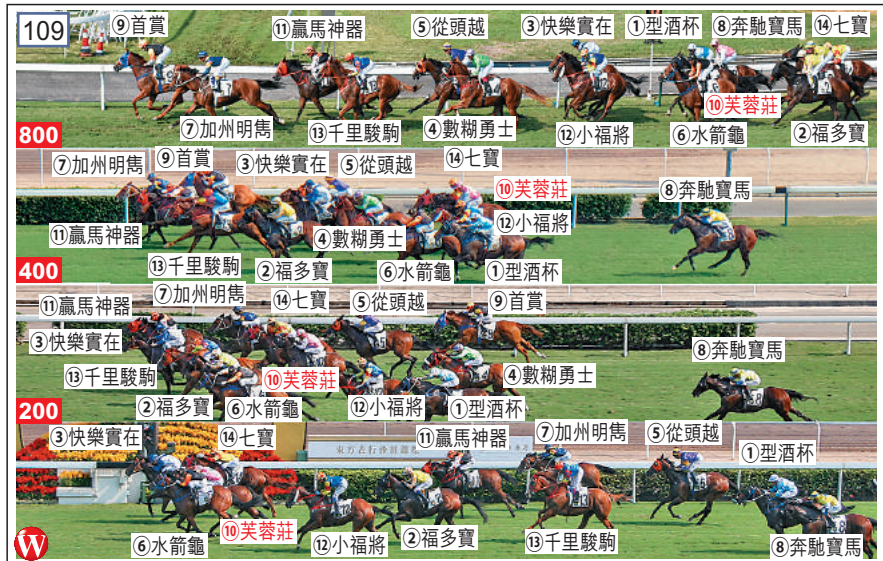 109
⑨首賞 ⑪贏馬神器 ⑤從頭越 ③快樂實在 ①型酒杯 ⑧奔馳寶馬 ⑭七寶
⑩芙蓉莊
⑦加州明雋 ⑬千里駿駒 ④數糊勇士 ⑫小福將 ⑥水箭龜 ②福多寶
800
⑦加州明雋 ⑨首賞 ③快樂實在 ⑤從頭越 ⑭七寶
⑩芙蓉莊 ⑧奔馳寶馬
⑪贏馬神器 ④數糊勇士 ⑫小福將
⑬千里駿駒 ②福多寶 ⑥水箭龜 ①型酒杯
400
⑪贏馬神器 ⑦加州明雋 ⑭七寶 ⑤從頭越 ⑨首賞
③快樂實在 ⑧奔馳寶馬
⑬千里駿駒 ⑩芙蓉莊 ④數糊勇士
②福多寶 ⑥水箭龜 ⑫小福將 ①型酒杯
200
③快樂實在 ⑭七寶 ⑪贏馬神器 ⑦加州明雋 ⑤從頭越
①型酒杯
⑥水箭龜 ⑩芙蓉莊 ⑫小福將 ②福多寶 ⑬千里駿駒 ⑧奔馳寶馬
W